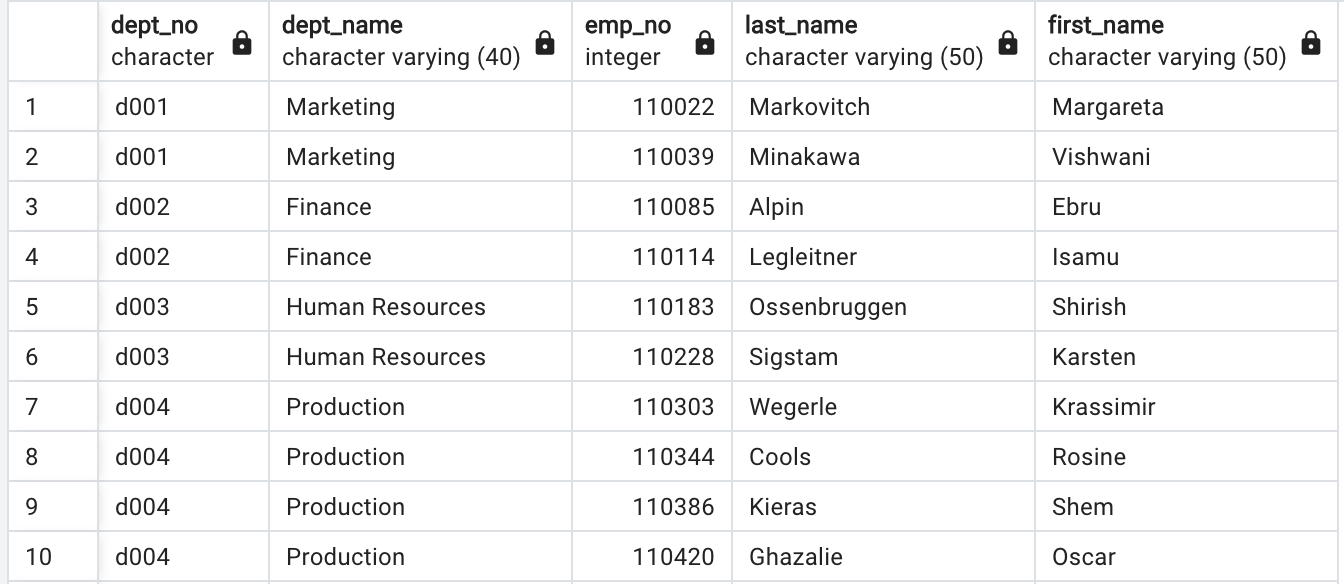 dept_no dept_name emp_no last_name first_name
character character varying (40) integer character varying (50) character varying (50)
1 d001 Marketing 110022 Markovitch Margareta
2 d001 Marketing 110039 Minakawa Vishwani
3 d002 Finance 110085 Alpin Ebru
4 d002 Finance 110114 Legleitner Isamu
5 d003 Human Resources 110183 Ossenbruggen Shirish
6 d003 Human Resources 110228 Sigstam Karsten
7 d004 Production 110303 Wegerle Krassimir
8 d004 Production 110344 Cools Rosine
9 d004 Production 110386 Kieras Shem
10 d004 Production 110420 Ghazalie Oscar